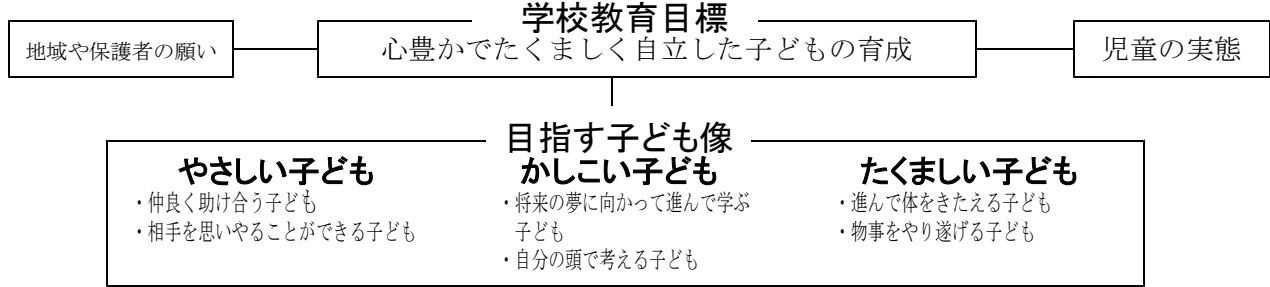 学校教育目標
地域や保護者の願い
心豊かでたくましく自立した子どもの育成
児童の実態
目指す子ども像
やさしい子ども
・仲良く助け合う子ども
・相手を思いやることができる子ども
かしこい子ども
・将来の夢に向かって進んで学ぶ
子ども
・自分の頭で考える子ども
たくましい子ども
・進んで体をきたえる子ども
・物事をやり遂げる子ども